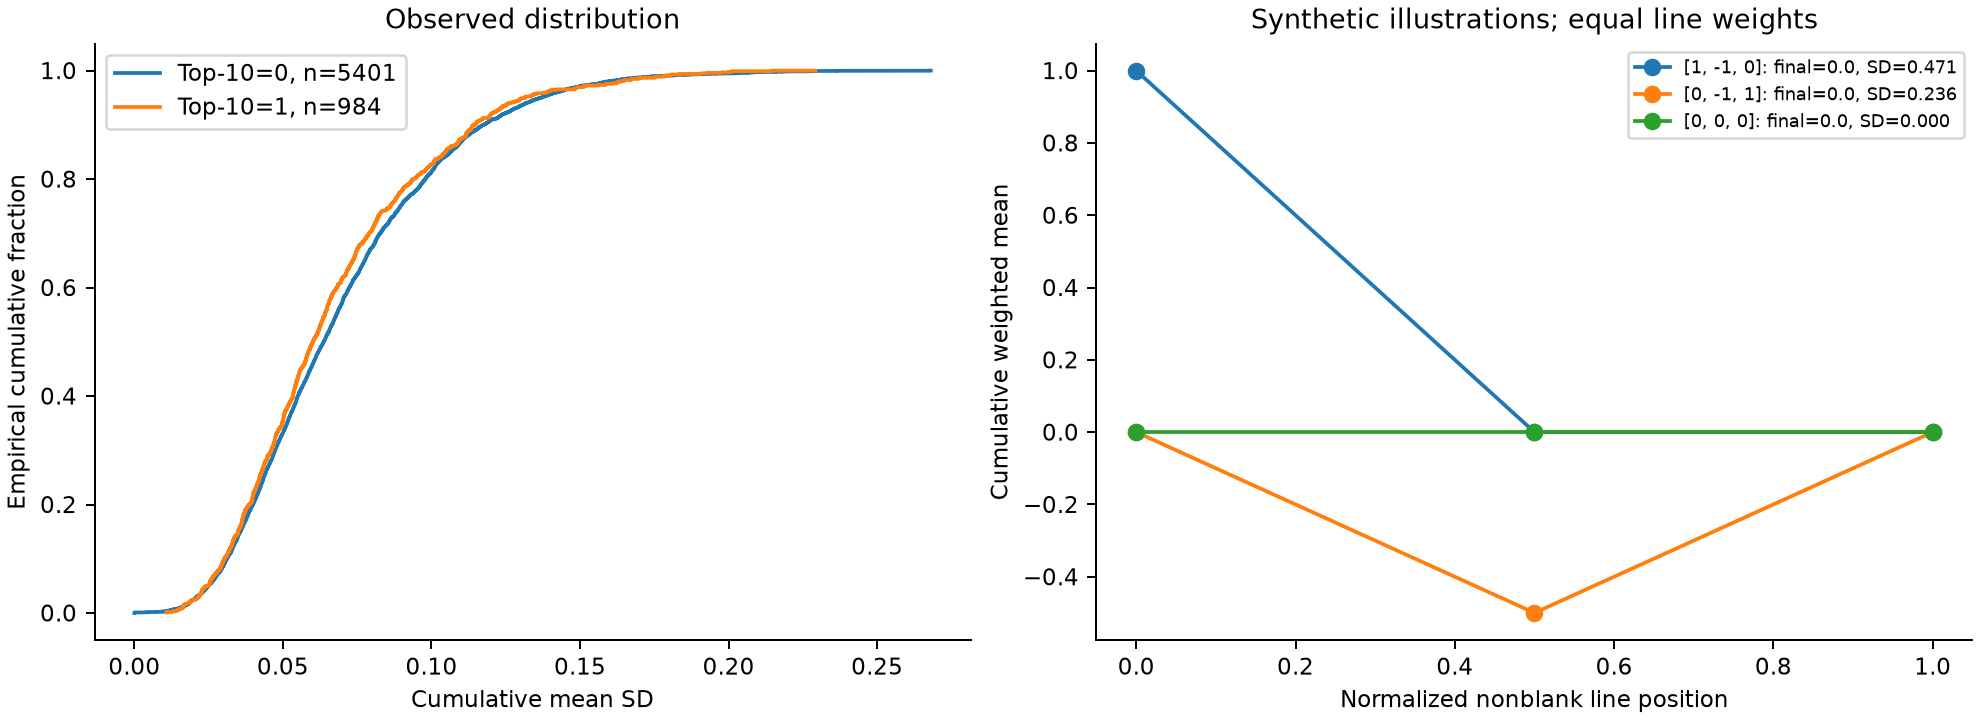 Observed distribution
Top-10=0, n=5401
Top-10=1, n=984
Empirical cumulative fraction
1.0
0.8
0.6
0.4
0.2
0.0
0.00 0.05 0.10 0.15 0.20 0.25
Cumulative mean SD
Synthetic illustrations; equal line weights
[1, -1, 0]: final=0.0, SD=0.471
[0, -1, 1]: final=0.0, SD=0.236
[0, 0, 0]: final=0.0, SD=0.000
Cumulative weighted mean
1.0
0.8
0.6
0.4
0.2
0.0
−0.2
−0.4
0.0 0.2 0.4 0.6 0.8 1.0
Normalized nonblank line position